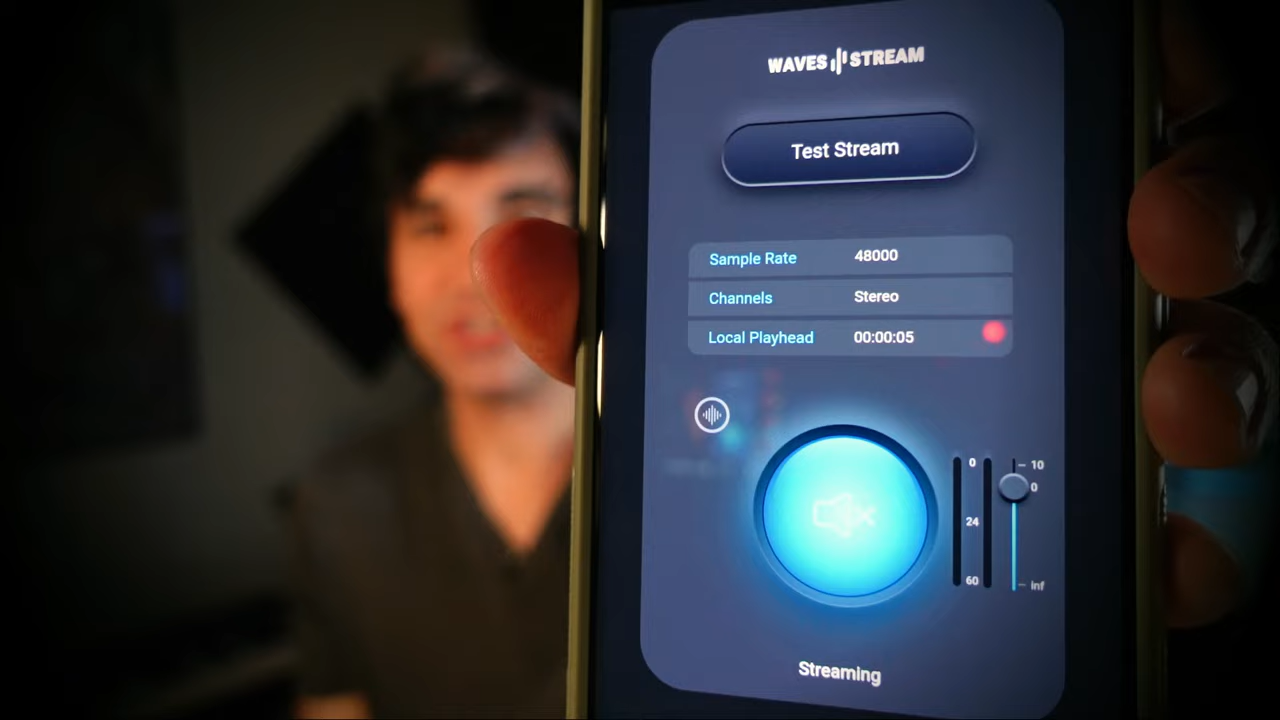 WAVES STREAM
Test Stream
Sample Rate 48000
Channels Stereo
Local Playhead 00:00:05
0
24
60
10
0
inf
Streaming